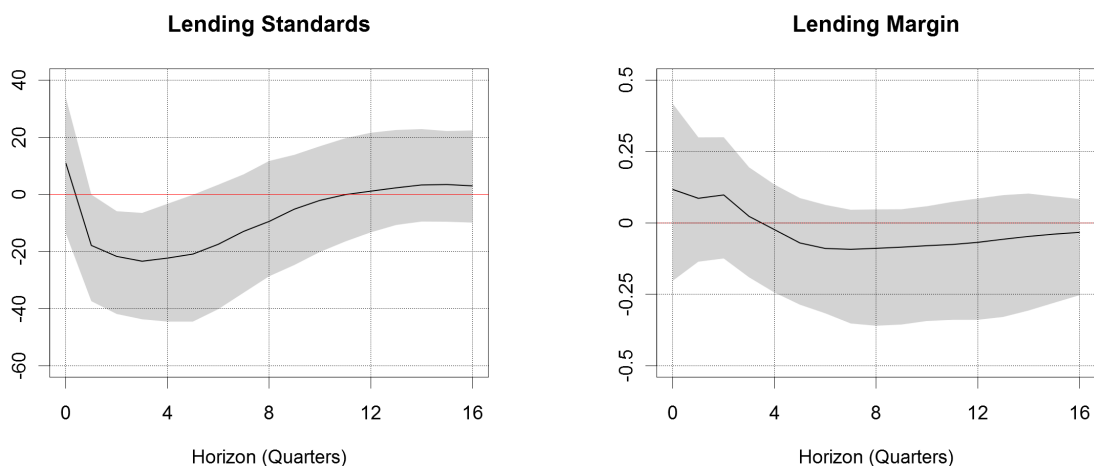 Lending Standards
40
20
0
-20
-40
-60
0 4 8 12 16
Horizon (Quarters)
Lending Margin
0.5
0.25
0
-0.25
-0.5
0 4 8 12 16
Horizon (Quarters)